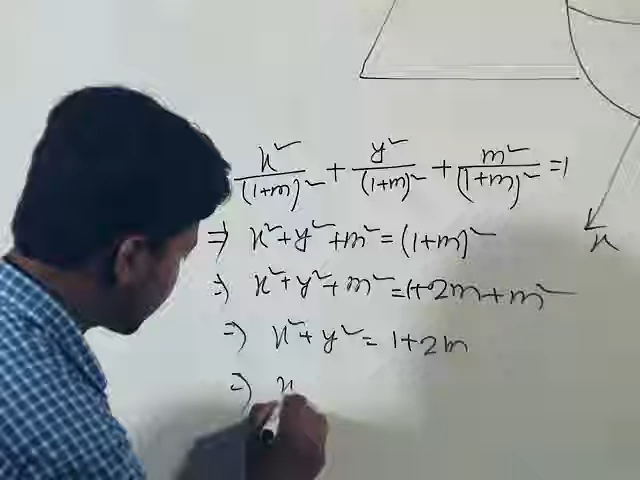 x²/(1+m)² + y²/(1+m)² + m²/(1+m)² = 1
⇒ x²+y²+m² = (1+m)²
⇒ x²+y²+m² = 1+2m+m²
⇒ x²+y² = 1+2m
⇒ x
x